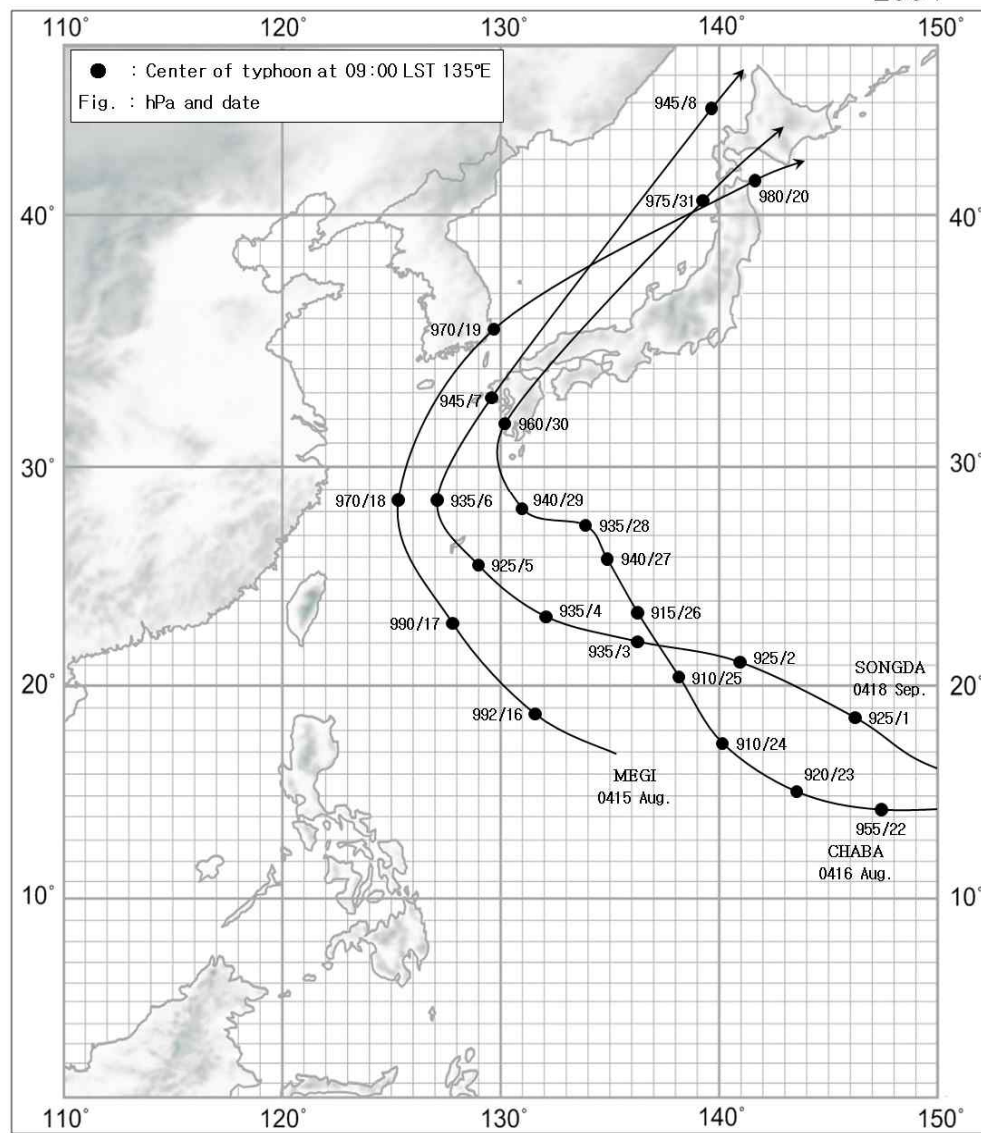 110° 120° 130° 140° 150°
● : Center of typhoon at 09:00 LST 135°E
Fig. : hPa and date
945/8
975/31
980/20
40° 40°
970/19
945/7
960/30
30° 30°
970/18
935/6
940/29
935/28
925/5
940/27
990/17
935/4
915/26
935/3
925/2
SONGDA
0418 Sep.
20° 20°
910/25
992/16
925/1
910/24
MEGI
0415 Aug.
920/23
955/22
CHABA
0416 Aug.
10° 10°
110° 120° 130° 140° 150°